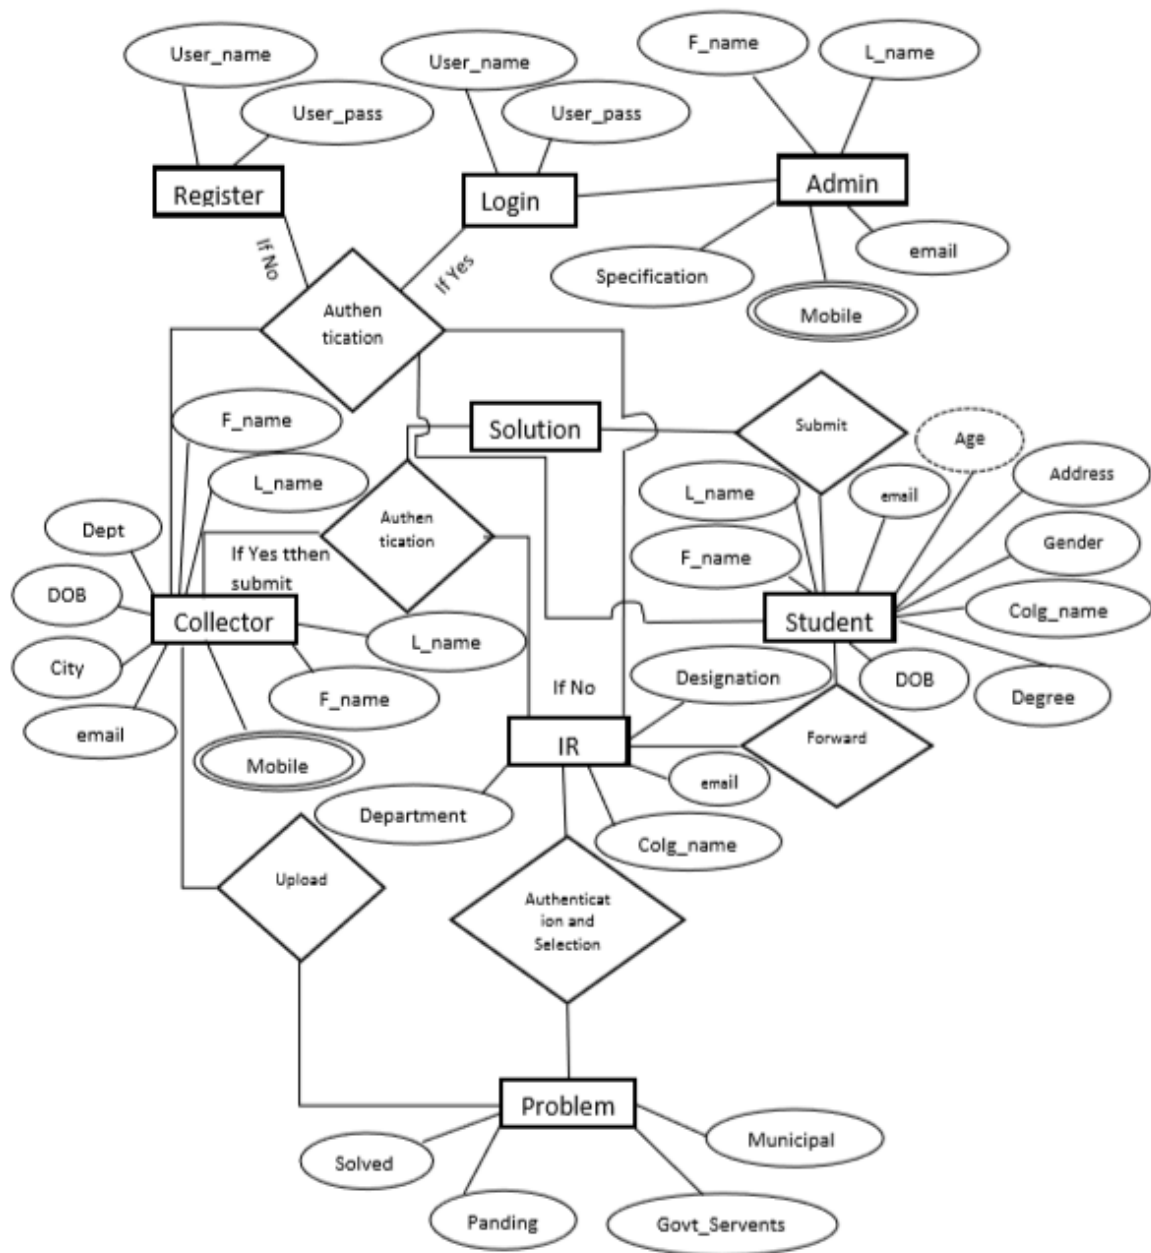 F_name
L_name
User_name
User_name
User_pass
User_pass
Register
Login
Admin
email
Specification
Mobile
If No
If Yes
Authen
tication
F_name
Solution
Submit
Age
L_name
L_name
email
Address
Dept
Authen
tication
If Yes tthen
submit
F_name
Gender
DOB
Collector
Student
Colg_name
City
L_name
Designation
DOB
Degree
F_name
If No
email
IR
Forward
Mobile
email
Department
Colg_name
Upload
Authenticat
ion and
Selection
Problem
Municipal
Solved
Panding
Govt_Servents